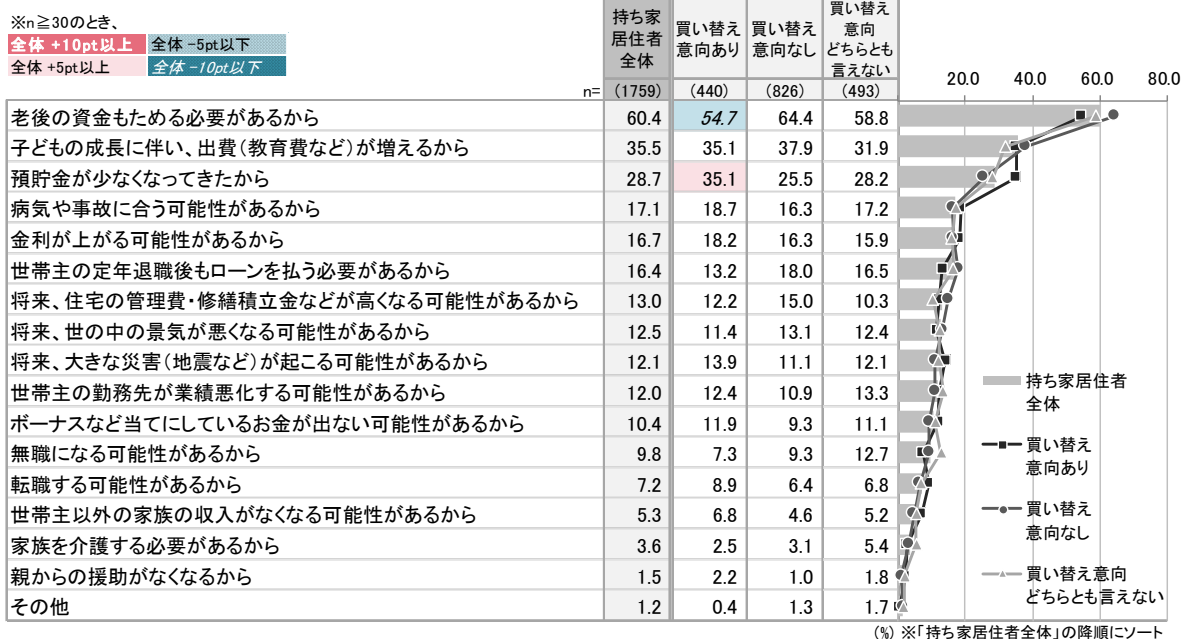 ※n≧30のとき、
全体 +10pt以上 全体 -5pt以下
全体 +5pt以上 全体 -10pt以下
持ち家
居住者
全体
買い替え
意向あり
買い替え
意向なし
買い替え
意向
どちらとも
言えない
n= (1759) (440) (826) (493)
20.0 40.0 60.0 80.0
老後の資金もためる必要があるから 60.4 54.7 64.4 58.8
子どもの成長に伴い、出費(教育費など)が増えるから 35.5 35.1 37.9 31.9
預貯金が少なくなってきたから 28.7 35.1 25.5 28.2
病気や事故に合う可能性があるから 17.1 18.7 16.3 17.2
金利が上がる可能性があるから 16.7 18.2 16.3 15.9
世帯主の定年退職後もローンを払う必要があるから 16.4 13.2 18.0 16.5
将来、住宅の管理費・修繕積立金などが高くなる可能性があるから 13.0 12.2 15.0 10.3
将来、世の中の景気が悪くなる可能性があるから 12.5 11.4 13.1 12.4
将来、大きな災害(地震など)が起こる可能性があるから 12.1 13.9 11.1 12.1
世帯主の勤務先が業績悪化する可能性があるから 12.0 12.4 10.9 13.3
ボーナスなど当てにしているお金が出ない可能性があるから 10.4 11.9 9.3 11.1
無職になる可能性があるから 9.8 7.3 9.3 12.7
転職する可能性があるから 7.2 8.9 6.4 6.8
世帯主以外の家族の収入がなくなる可能性があるから 5.3 6.8 4.6 5.2
家族を介護する必要があるから 3.6 2.5 3.1 5.4
親からの援助がなくなるから 1.5 2.2 1.0 1.8
その他 1.2 0.4 1.3 1.7
持ち家居住者
全体
買い替え
意向あり
買い替え
意向なし
買い替え意向
どちらとも言えない
(%) ※「持ち家居住者全体」の降順にソート